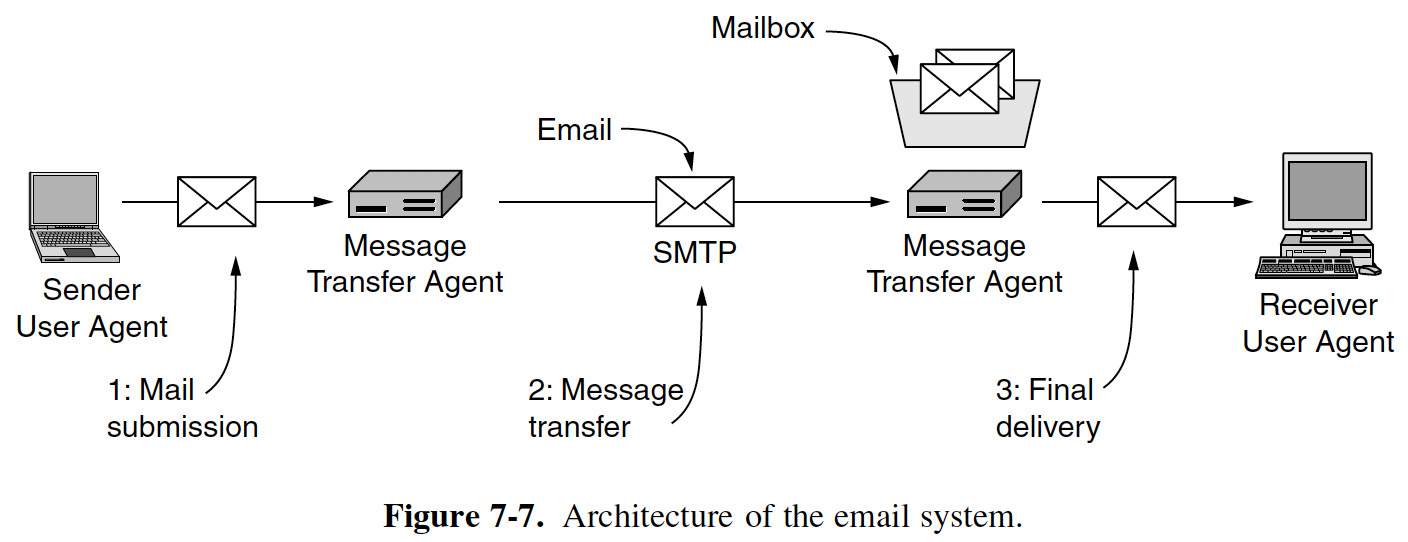 Mailbox
Email
Sender
User Agent
Message
Transfer Agent
SMTP
Message
Transfer Agent
Receiver
User Agent
1: Mail
submission
2: Message
transfer
3: Final
delivery
Figure 7-7. Architecture of the email system.